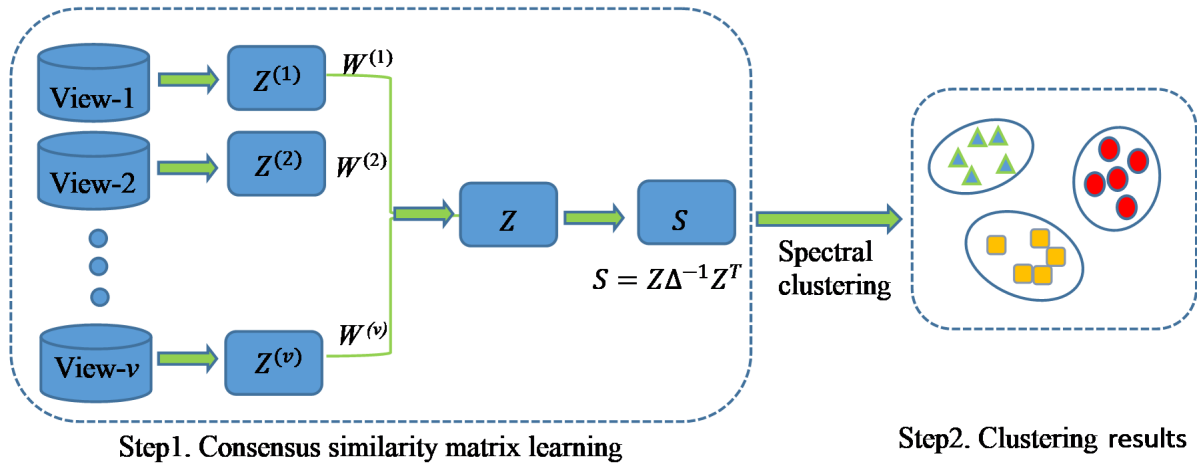 View-1
Z⁽¹⁾
W⁽¹⁾
View-2
Z⁽²⁾
W⁽²⁾
Z
S
S = ZΔ⁻¹Zᵀ
Spectral
clustering
View-v
Z⁽ᵛ⁾
W⁽ᵛ⁾
Step1. Consensus similarity matrix learning
Step2. Clustering results